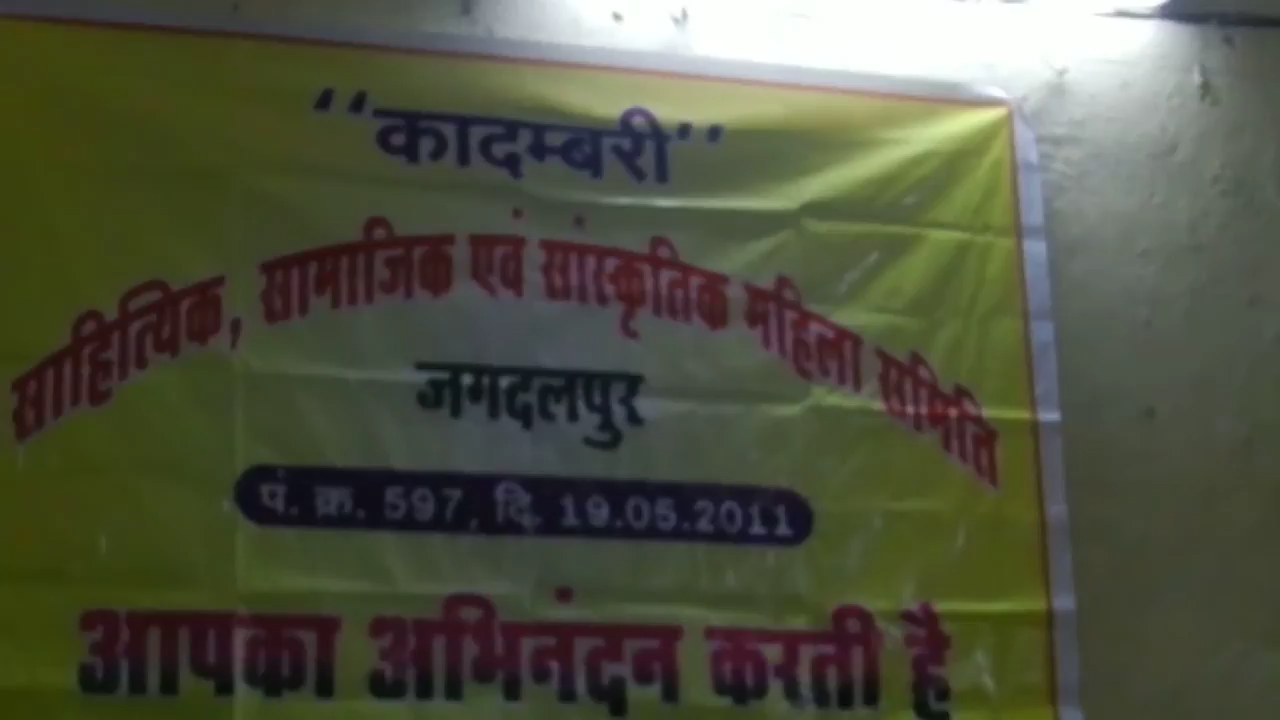 ‘‘कादम्बरी’’
साहित्यिक, सामाजिक एवं सांस्कृतिक महिला समिति
जगदलपुर
पं. क्र. 597, दि. 19.05.2011
आपका अभिनंदन करती है